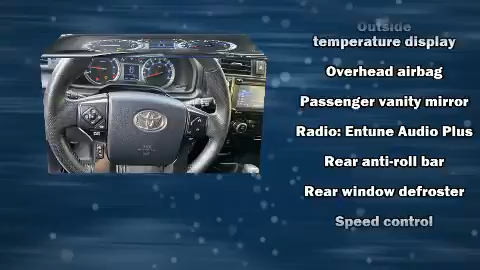 Outside
temperature display
Overhead airbag
Passenger vanity mirror
Radio: Entune Audio Plus
Rear anti-roll bar
Rear window defroster
Speed control